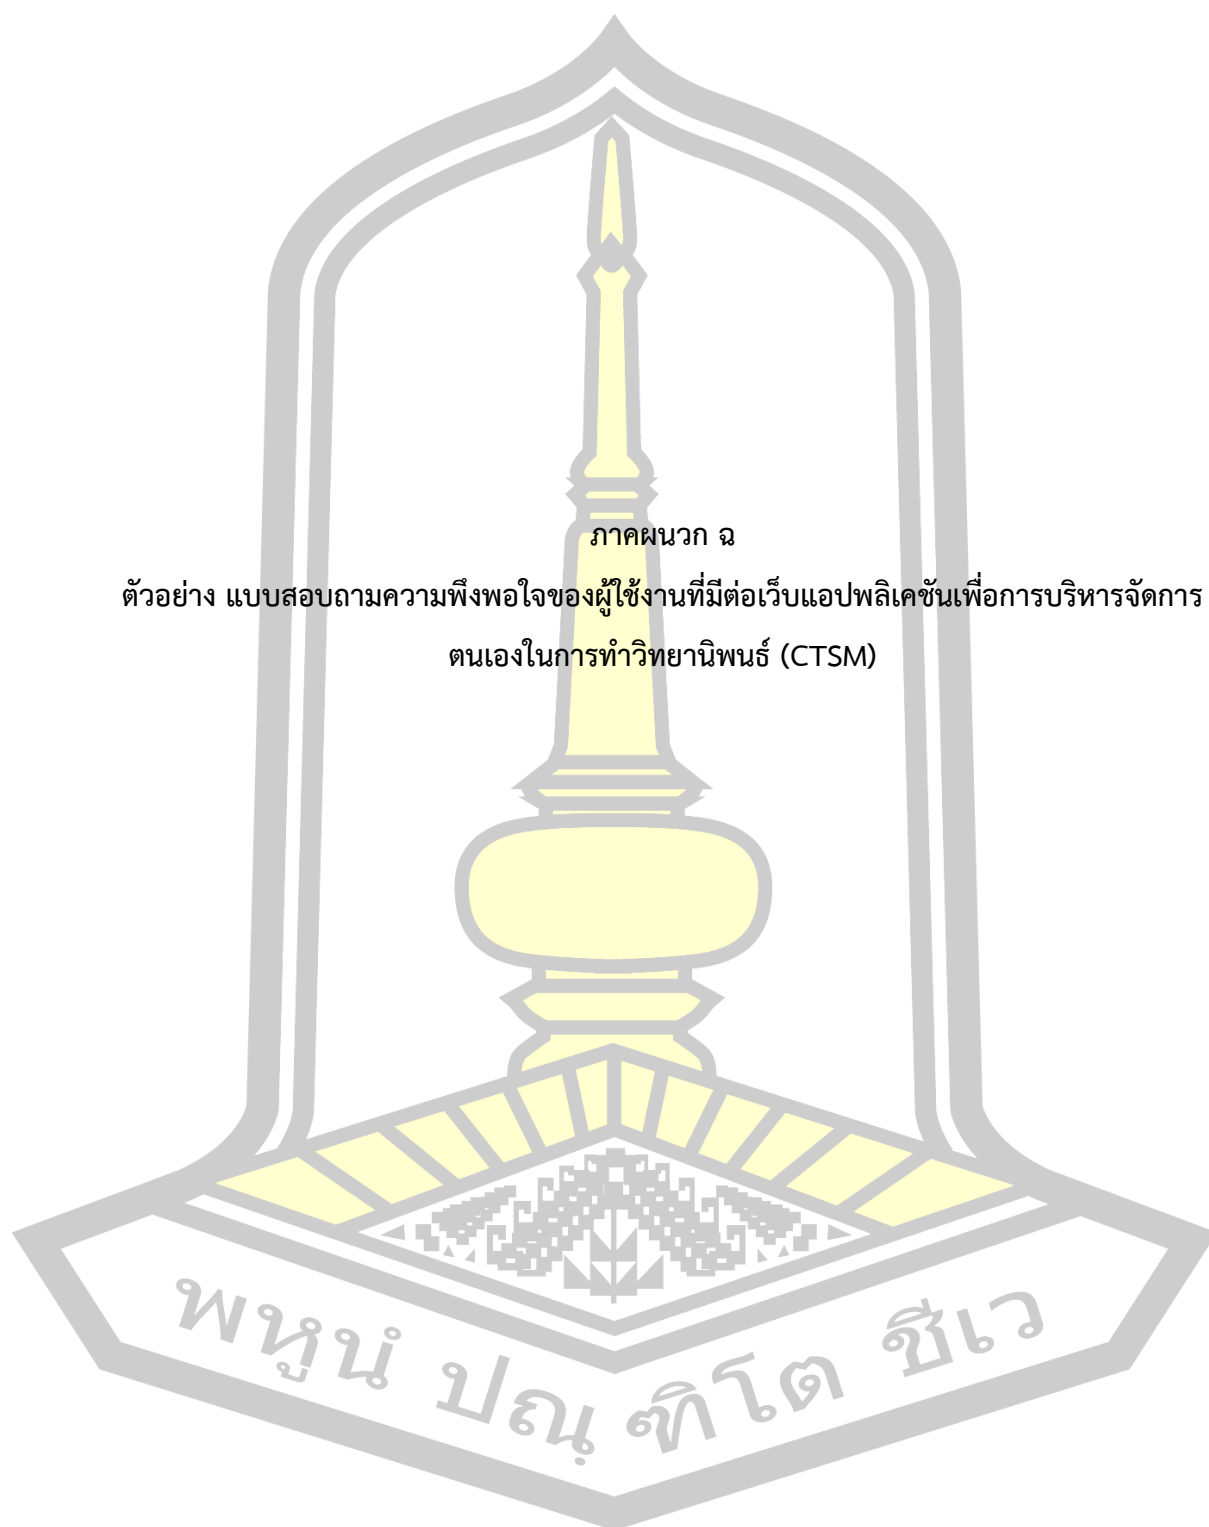 ภาคผนวก ฉ
ตัวอย่าง แบบสอบถามความพึงพอใจของผู้ใช้งานที่มีต่อเว็บแอปพลิเคชันเพื่อการบริหารจัดการ
ตนเองในการทำวิทยานิพนธ์ (CTSM)
พหูนํ ปณฺ ฑิโต ชีเว